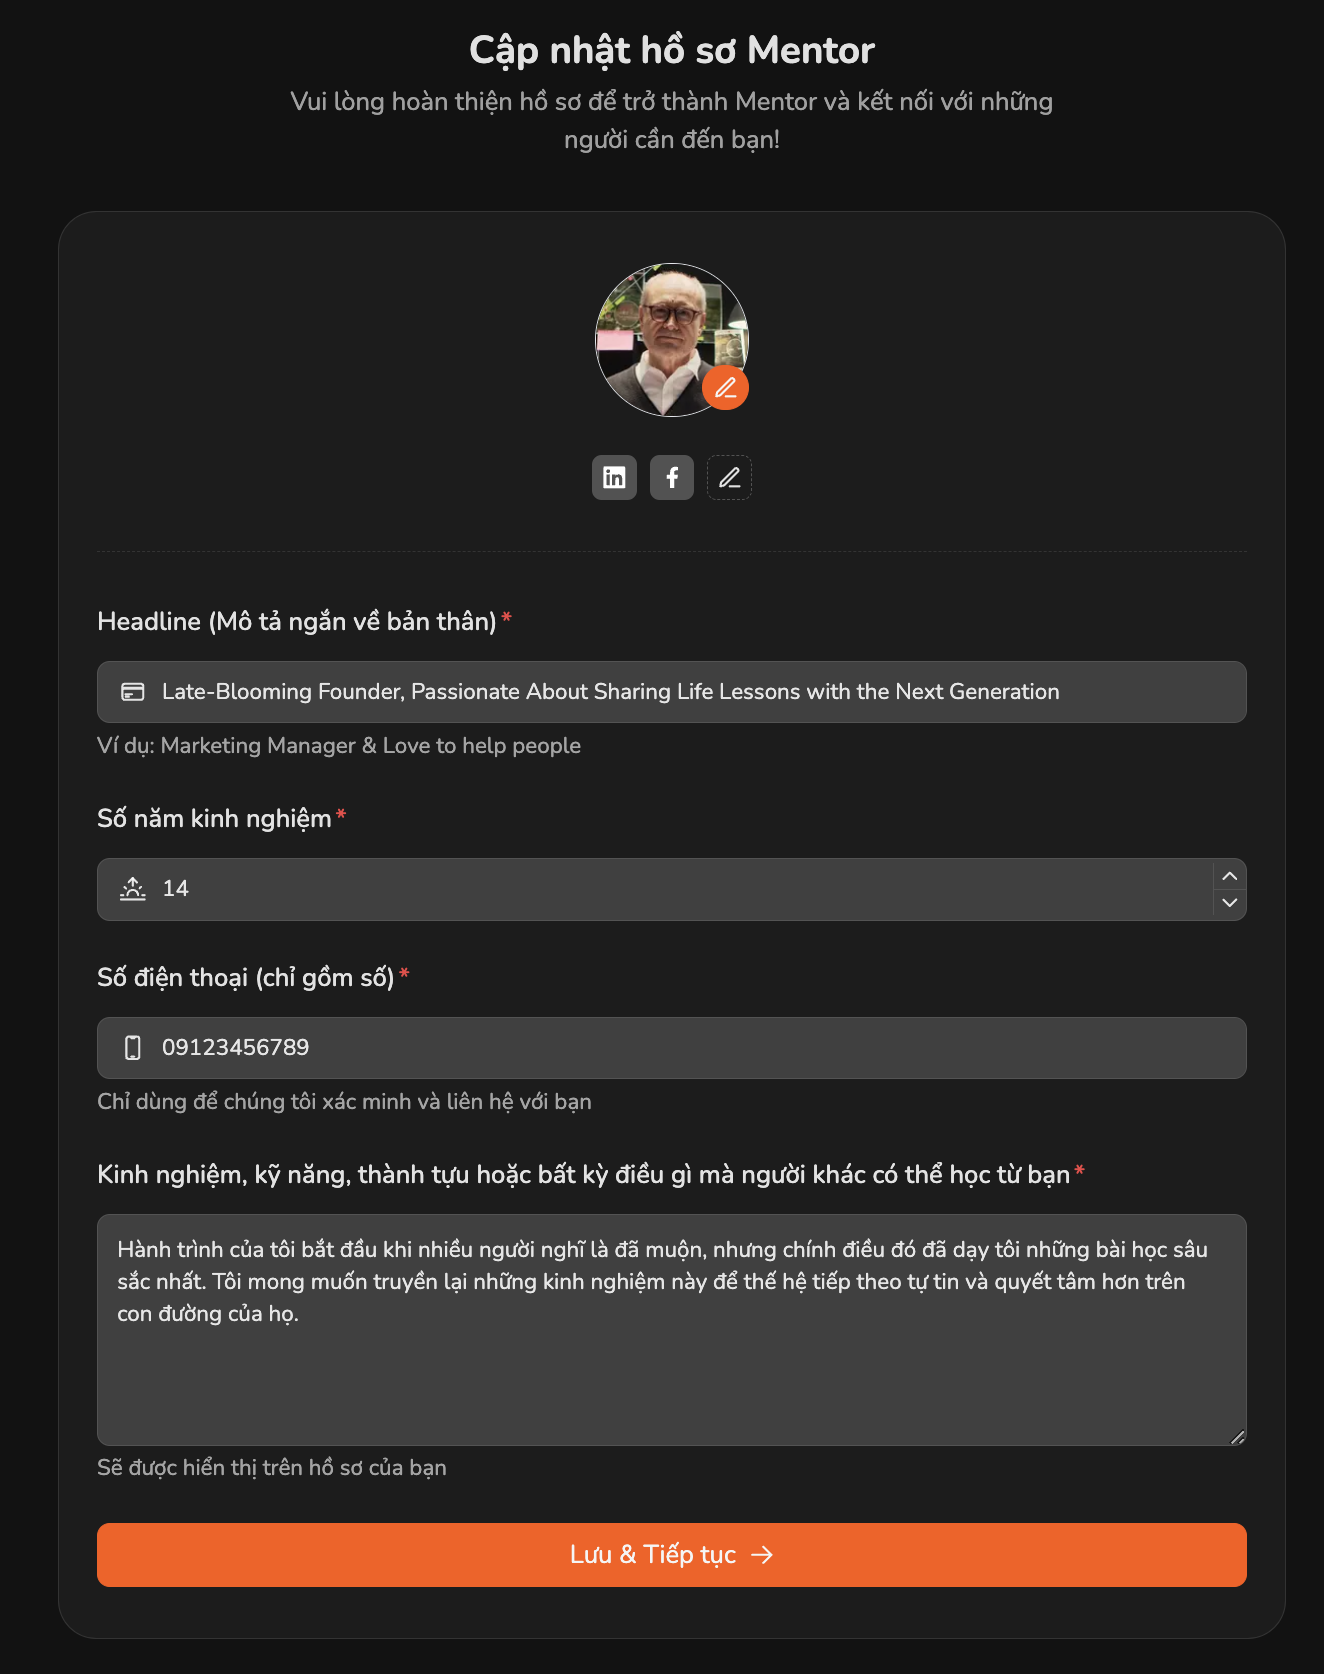 Cập nhật hồ sơ Mentor
Vui lòng hoàn thiện hồ sơ để trở thành Mentor và kết nối với những
người cần đến bạn!
in f
Headline (Mô tả ngắn về bản thân) *
Late-Blooming Founder, Passionate About Sharing Life Lessons with the Next Generation
Ví dụ: Marketing Manager & Love to help people
Số năm kinh nghiệm *
14
Số điện thoại (chỉ gồm số) *
09123456789
Chỉ dùng để chúng tôi xác minh và liên hệ với bạn
Kinh nghiệm, kỹ năng, thành tựu hoặc bất kỳ điều gì mà người khác có thể học từ bạn *
Hành trình của tôi bắt đầu khi nhiều người nghĩ là đã muộn, nhưng chính điều đó đã dạy tôi những bài học sâu
sắc nhất. Tôi mong muốn truyền lại những kinh nghiệm này để thế hệ tiếp theo tự tin và quyết tâm hơn trên
con đường của họ.
Sẽ được hiển thị trên hồ sơ của bạn
Lưu & Tiếp tục →